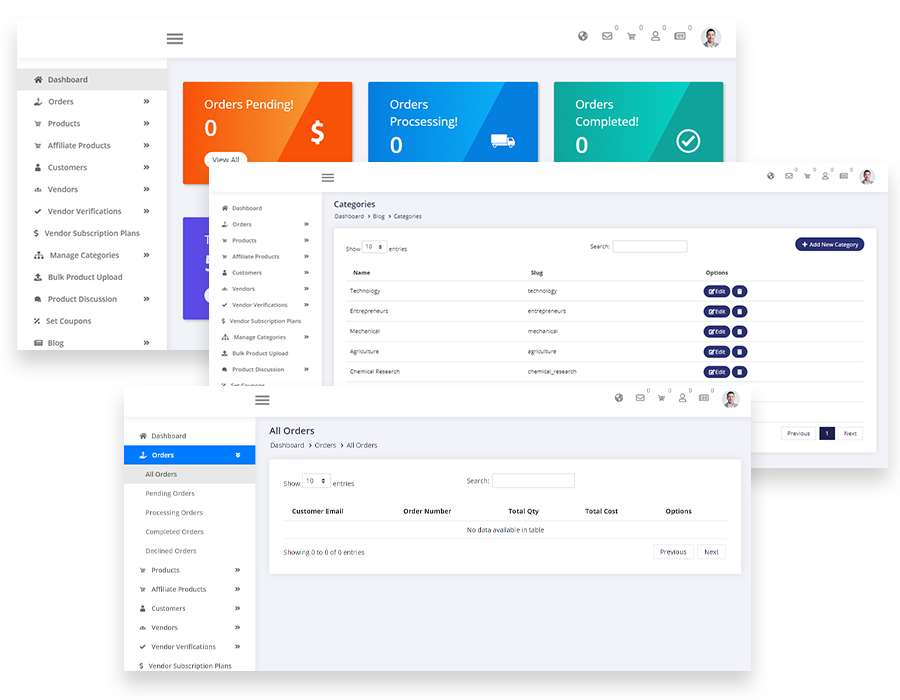 0 0 0 0
Dashboard
Orders
Products
Affiliate Products
Customers
Vendors
Vendor Verifications
Vendor Subscription Plans
Manage Categories
Bulk Product Upload
Product Discussion
Set Coupons
Blog
Orders Pending!
0
View All
Orders
Procsessing!
0
Orders
Completed!
0
0 0 0 0
Dashboard
Orders
Products
Affiliate Products
Customers
Vendors
Vendor Verifications
Vendor Subscription Plans
Manage Categories
Bulk Product Upload
Product Discussion
Set Coupons
Categories
Dashboard > Blog > Categories
Show 10 entries
Search:
+ Add New Category
Name Slug Options
Technology technology Edit
Entrepreneurs entrepreneurs Edit
Mechanical mechanical Edit
Agriculture agriculture Edit
Chemical Research chemical_research Edit
Previous 1 Next
0 0 0 0
Dashboard
Orders
All Orders
Pending Orders
Processing Orders
Completed Orders
Declined Orders
Products
Affiliate Products
Customers
Vendors
Vendor Verifications
Vendor Subscription Plans
All Orders
Dashboard > Orders > All Orders
Show 10 entries
Search:
Customer Email Order Number Total Qty Total Cost Options
No data available in table
Showing 0 to 0 of 0 entries
Previous Next